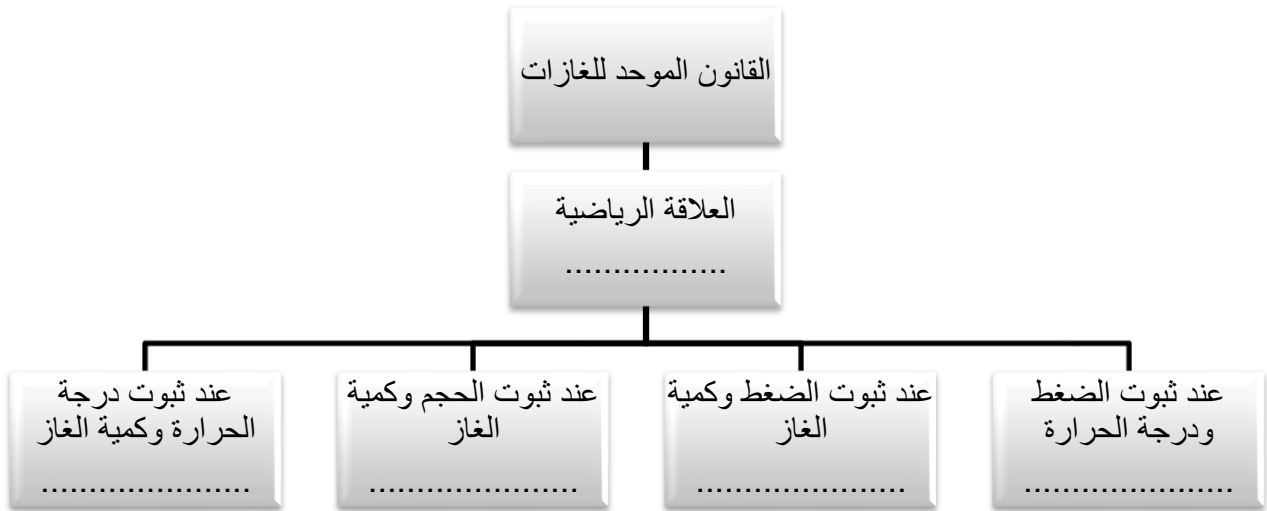 القانون الموحد للغازات
العلاقة الرياضية
.................
عند ثبوت الضغط
ودرجة الحرارة
......................
عند ثبوت الضغط وكمية
الغاز
......................
عند ثبوت الحجم وكمية
الغاز
......................
عند ثبوت درجة
الحرارة وكمية الغاز
......................